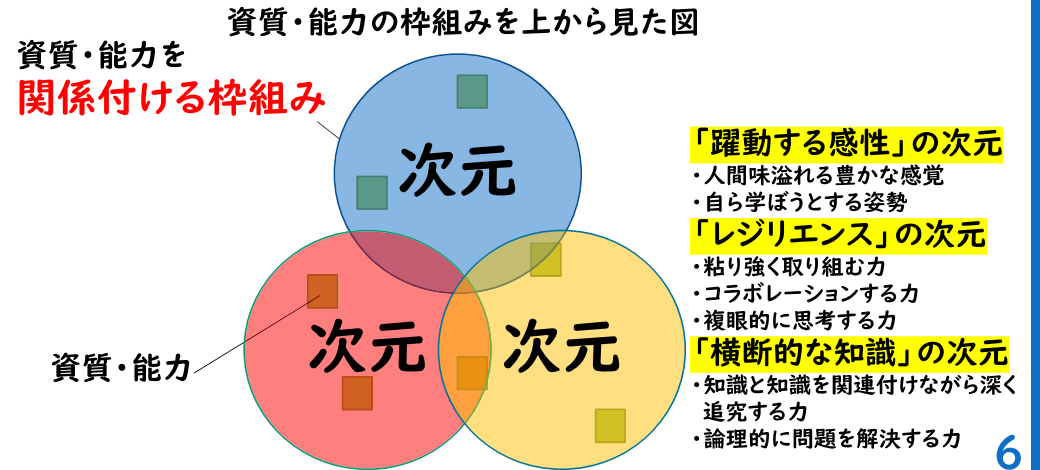 資質・能力の枠組みを上から見た図
資質・能力を
関係付ける枠組み
次元
次元
次元
資質・能力
「躍動する感性」の次元
・人間味溢れる豊かな感覚
・自ら学ぼうとする姿勢
「レジリエンス」の次元
・粘り強く取り組む力
・コラボレーションする力
・複眼的に思考する力
「横断的な知識」の次元
・知識と知識を関連付けながら深く
追究する力
・論理的に問題を解決する力
6